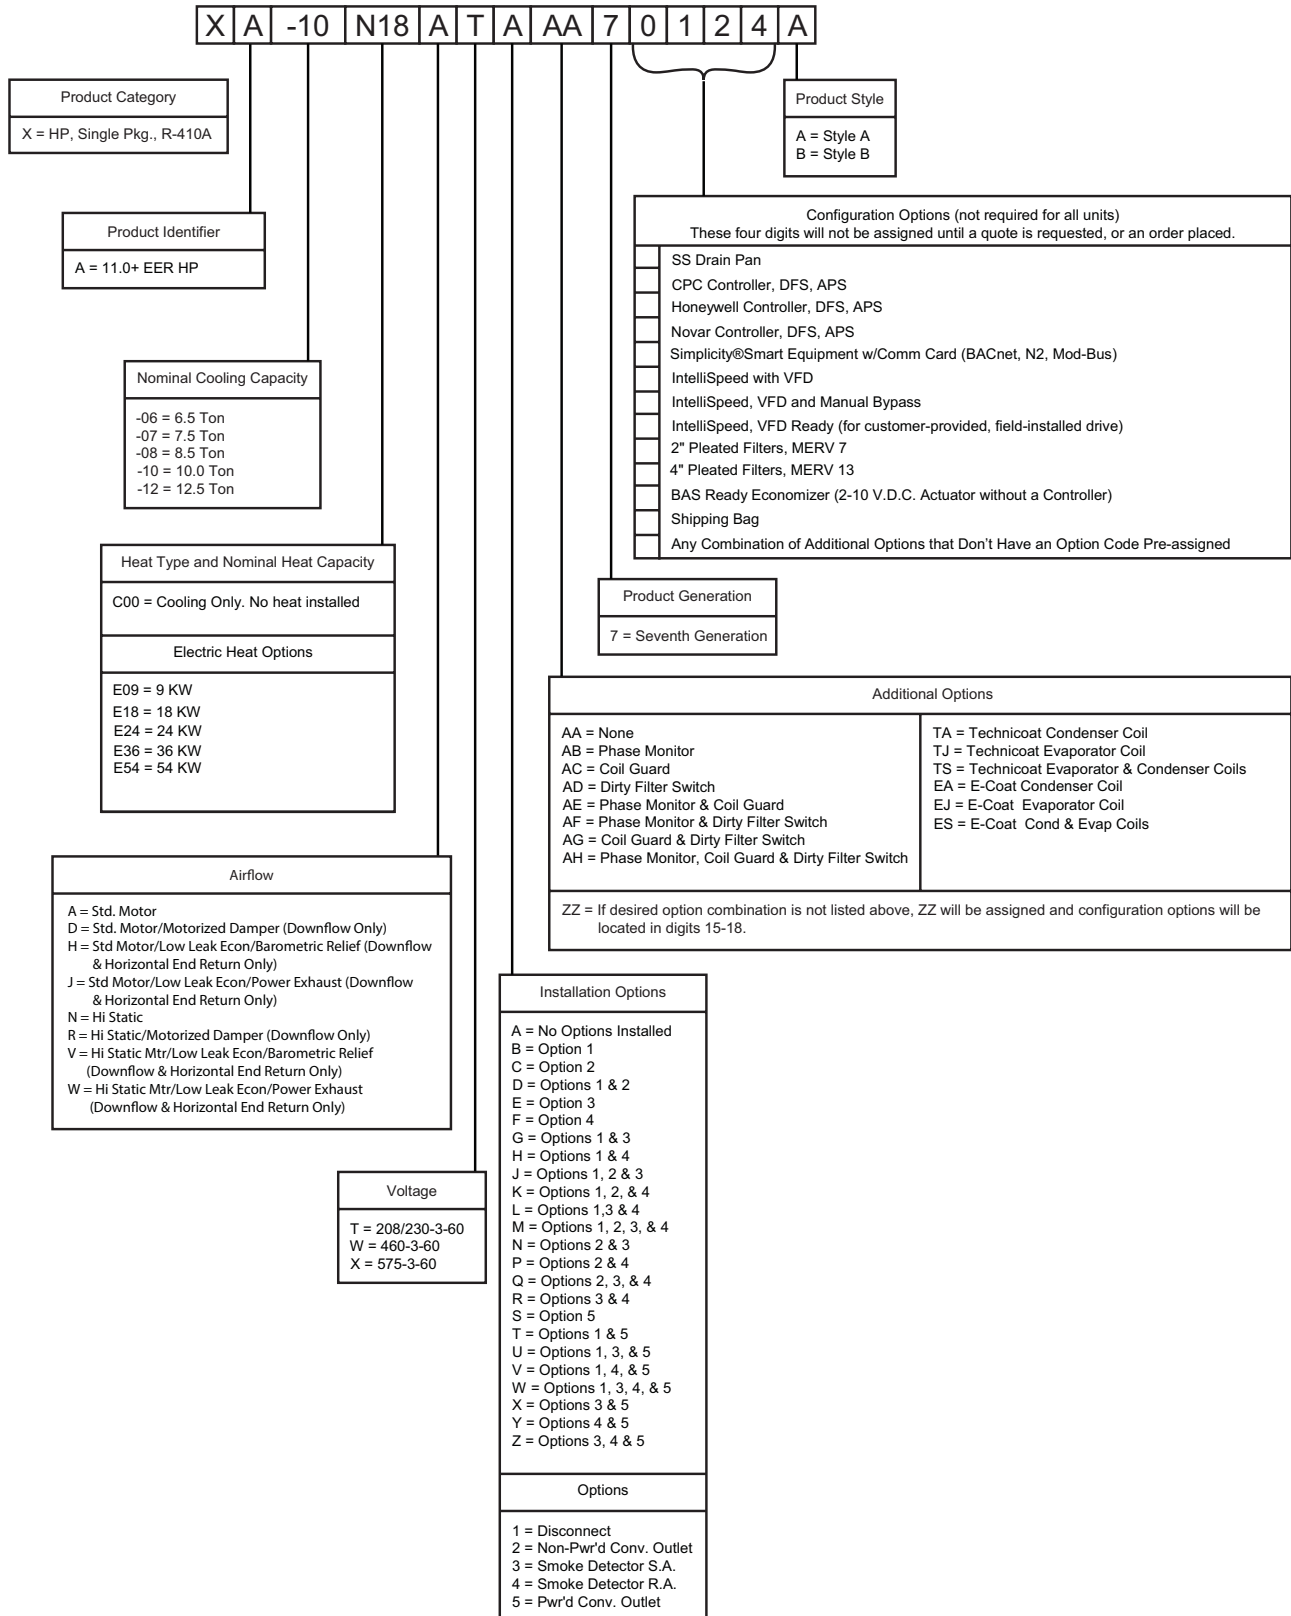 X A -10 N18 A T A AA 7 0 1 2 4 A
Product Category
X = HP, Single Pkg., R-410A
Product Identifier
A = 11.0+ EER HP
Nominal Cooling Capacity
-06 = 6.5 Ton
-07 = 7.5 Ton
-08 = 8.5 Ton
-10 = 10.0 Ton
-12 = 12.5 Ton
Heat Type and Nominal Heat Capacity
C00 = Cooling Only. No heat installed
Electric Heat Options
E09 = 9 KW
E18 = 18 KW
E24 = 24 KW
E36 = 36 KW
E54 = 54 KW
Airflow
A = Std. Motor
D = Std. Motor/Motorized Damper (Downflow Only)
H = Std Motor/Low Leak Econ/Barometric Relief (Downflow
& Horizontal End Return Only)
J = Std Motor/Low Leak Econ/Power Exhaust (Downflow
& Horizontal End Return Only)
N = Hi Static
R = Hi Static/Motorized Damper (Downflow Only)
V = Hi Static Mtr/Low Leak Econ/Barometric Relief
(Downflow & Horizontal End Return Only)
W = Hi Static Mtr/Low Leak Econ/Power Exhaust
(Downflow & Horizontal End Return Only)
Voltage
T = 208/230-3-60
W = 460-3-60
X = 575-3-60
Installation Options
A = No Options Installed
B = Option 1
C = Option 2
D = Options 1 & 2
E = Option 3
F = Option 4
G = Options 1 & 3
H = Options 1 & 4
J = Options 1, 2 & 3
K = Options 1, 2, & 4
L = Options 1,3 & 4
M = Options 1, 2, 3, & 4
N = Options 2 & 3
P = Options 2 & 4
Q = Options 2, 3, & 4
R = Options 3 & 4
S = Option 5
T = Options 1 & 5
U = Options 1, 3, & 5
V = Options 1, 4, & 5
W = Options 1, 3, 4, & 5
X = Options 3 & 5
Y = Options 4 & 5
Z = Options 3, 4 & 5
Options
1 = Disconnect
2 = Non-Pwr'd Conv. Outlet
3 = Smoke Detector S.A.
4 = Smoke Detector R.A.
5 = Pwr'd Conv. Outlet
Additional Options
AA = None
AB = Phase Monitor
AC = Coil Guard
AD = Dirty Filter Switch
AE = Phase Monitor & Coil Guard
AF = Phase Monitor & Dirty Filter Switch
AG = Coil Guard & Dirty Filter Switch
AH = Phase Monitor, Coil Guard & Dirty Filter Switch
TA = Technicoat Condenser Coil
TJ = Technicoat Evaporator Coil
TS = Technicoat Evaporator & Condenser Coils
EA = E-Coat Condenser Coil
EJ = E-Coat Evaporator Coil
ES = E-Coat Cond & Evap Coils
ZZ = If desired option combination is not listed above, ZZ will be assigned and configuration options will be
located in digits 15-18.
Product Generation
7 = Seventh Generation
Configuration Options (not required for all units)
These four digits will not be assigned until a quote is requested, or an order placed.
SS Drain Pan
CPC Controller, DFS, APS
Honeywell Controller, DFS, APS
Novar Controller, DFS, APS
Simplicity®Smart Equipment w/Comm Card (BACnet, N2, Mod-Bus)
IntelliSpeed with VFD
IntelliSpeed, VFD and Manual Bypass
IntelliSpeed, VFD Ready (for customer-provided, field-installed drive)
2" Pleated Filters, MERV 7
4" Pleated Filters, MERV 13
BAS Ready Economizer (2-10 V.D.C. Actuator without a Controller)
Shipping Bag
Any Combination of Additional Options that Don't Have an Option Code Pre-assigned
Product Style
A = Style A
B = Style B